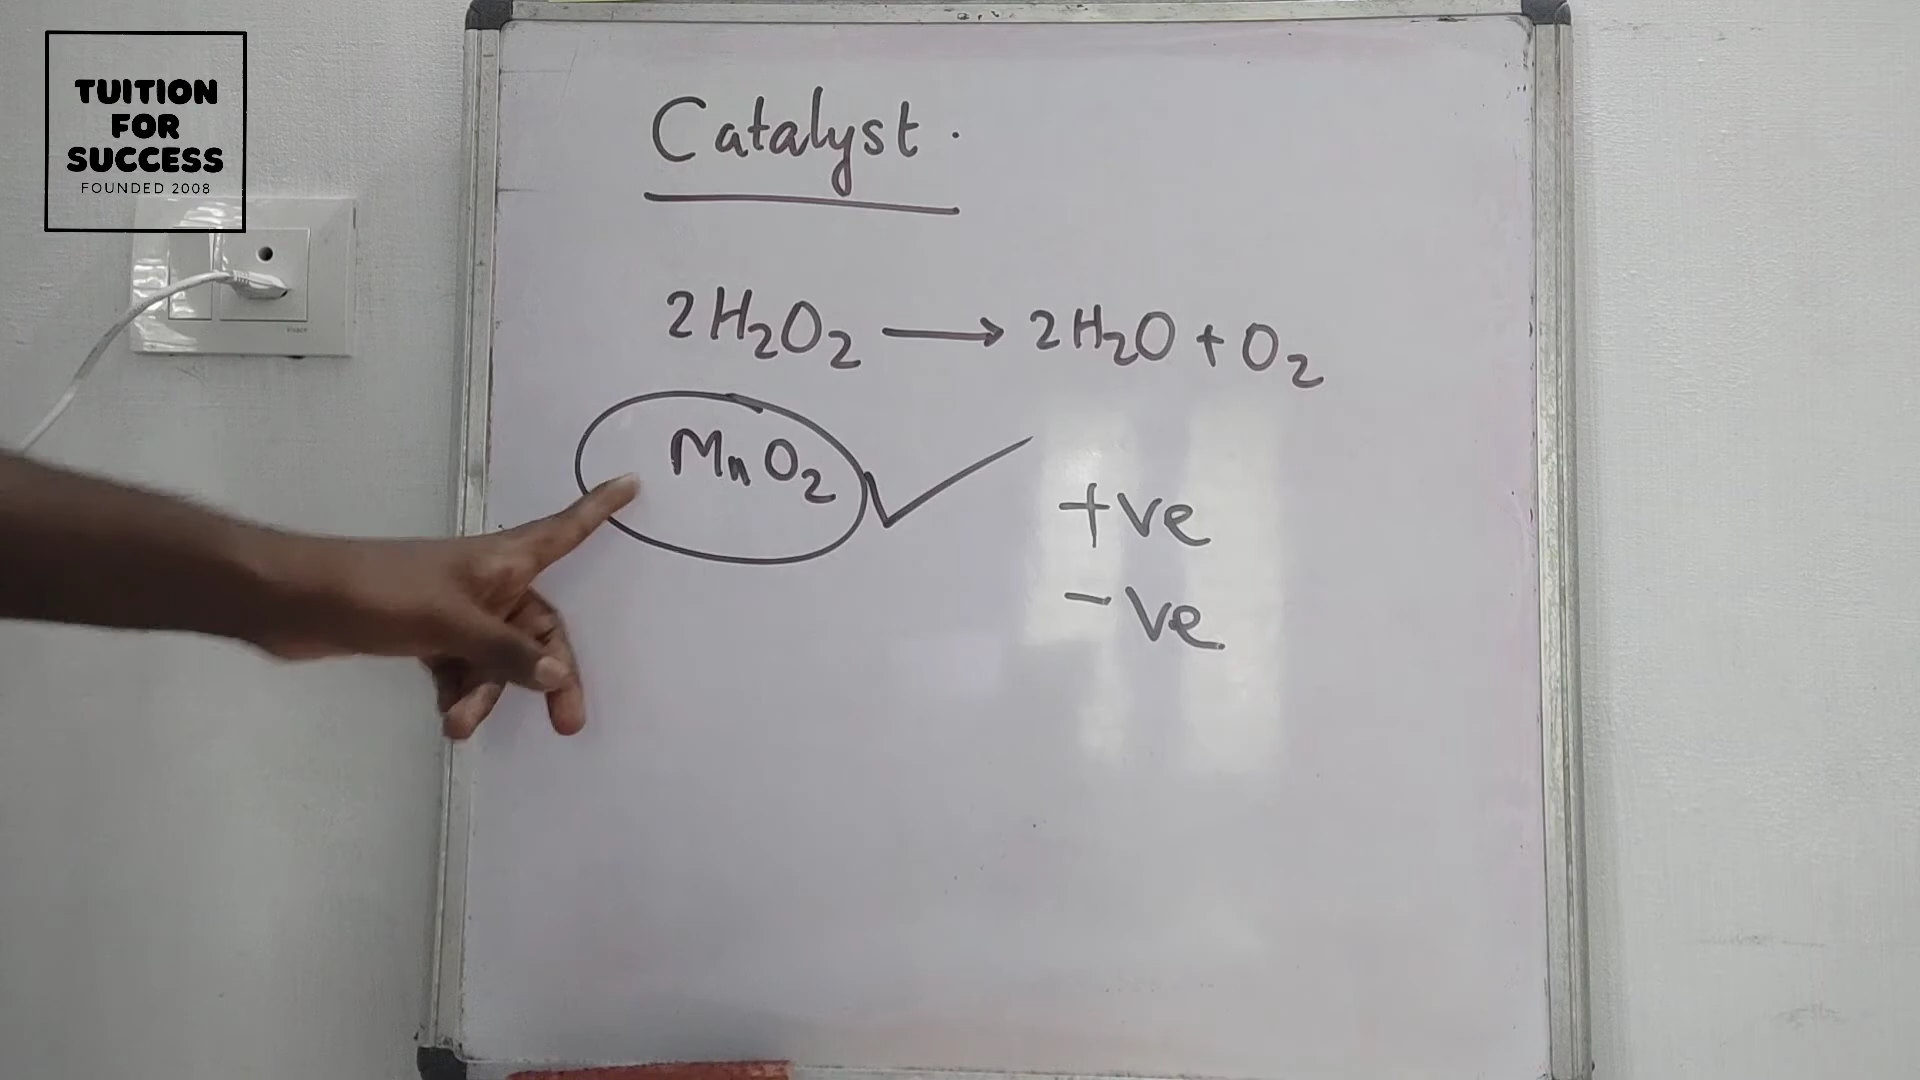 TUITION
FOR
SUCCESS
FOUNDED 2008
Catalyst.
2H₂O₂ → 2H₂O + O₂
MnO₂ ✓
+ve
-ve